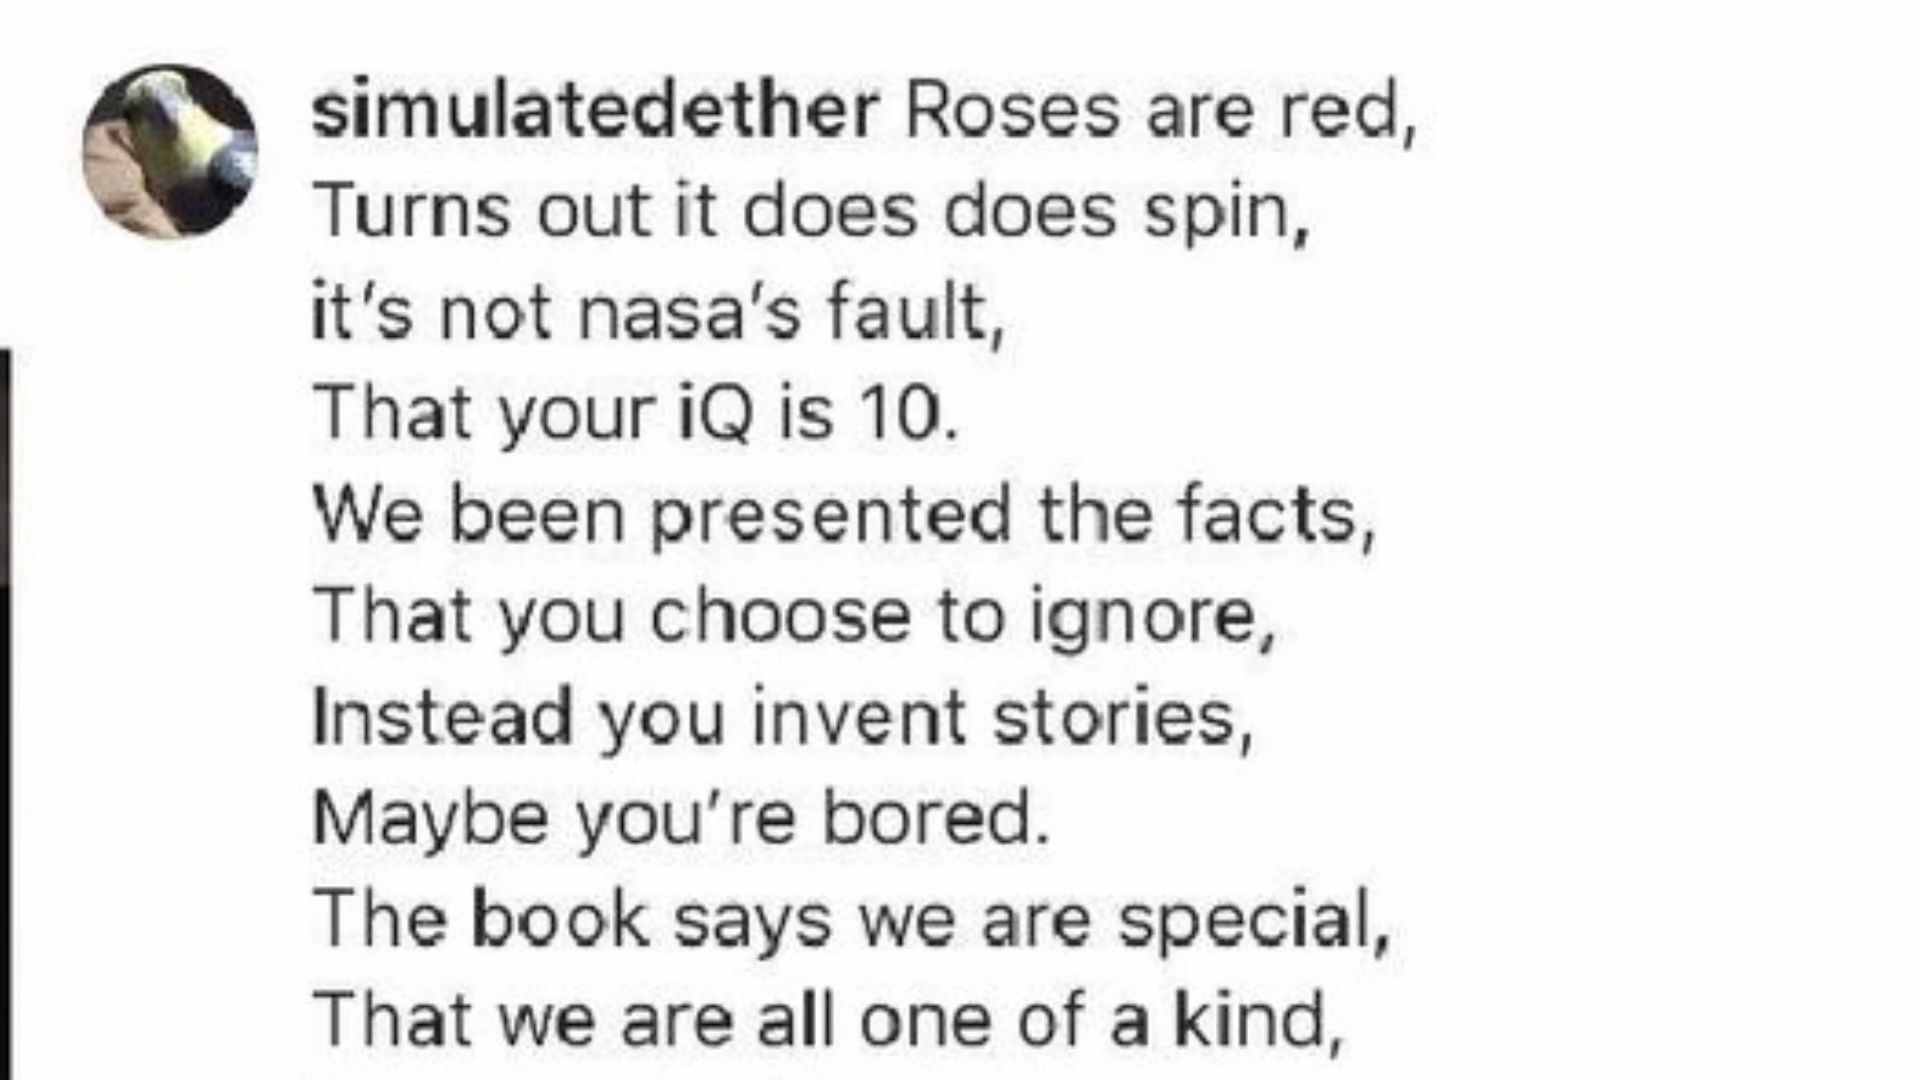 simulatedether Roses are red,
Turns out it does does spin,
it's not nasa's fault,
That your iQ is 10.
We been presented the facts,
That you choose to ignore,
Instead you invent stories,
Maybe you're bored.
The book says we are special,
That we are all one of a kind,